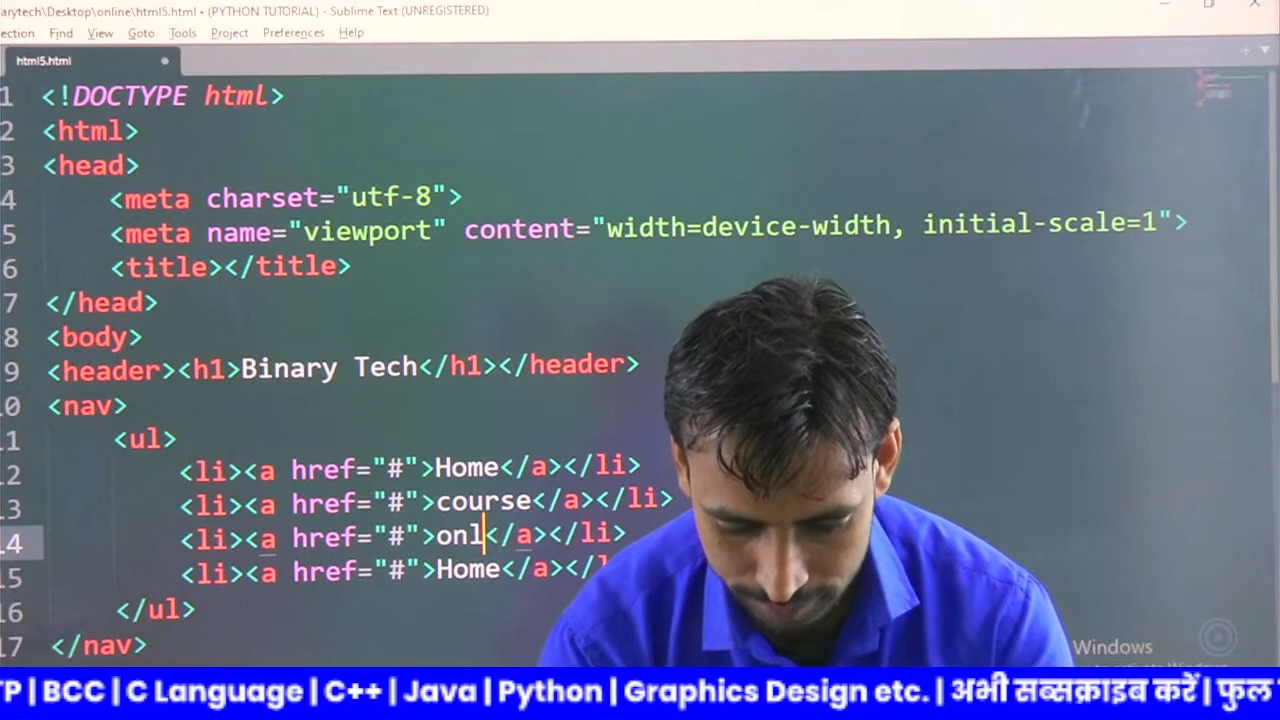 arytech\Desktop\online\html5.html • (PYTHON TUTORIAL) - Sublime Text (UNREGISTERED)
ection Find View Goto Tools Project Preferences Help
html5.html
1 <!DOCTYPE html>
2 <html>
3 <head>
4 <meta charset="utf-8">
5 <meta name="viewport" content="width=device-width, initial-scale=1">
6 <title></title>
7 </head>
8 <body>
9 <header><h1>Binary Tech</h1></header>
10 <nav>
11 <ul>
12 <li><a href="#">Home</a></li>
13 <li><a href="#">course</a></li>
14 <li><a href="#">onl</a></li>
15 <li><a href="#">Home</a></l
16 </ul>
17 </nav>
Windows
TP | BCC | C Language | C++ | Java | Python | Graphics Design etc. | अभी सब्सक्राइब करें | फुल